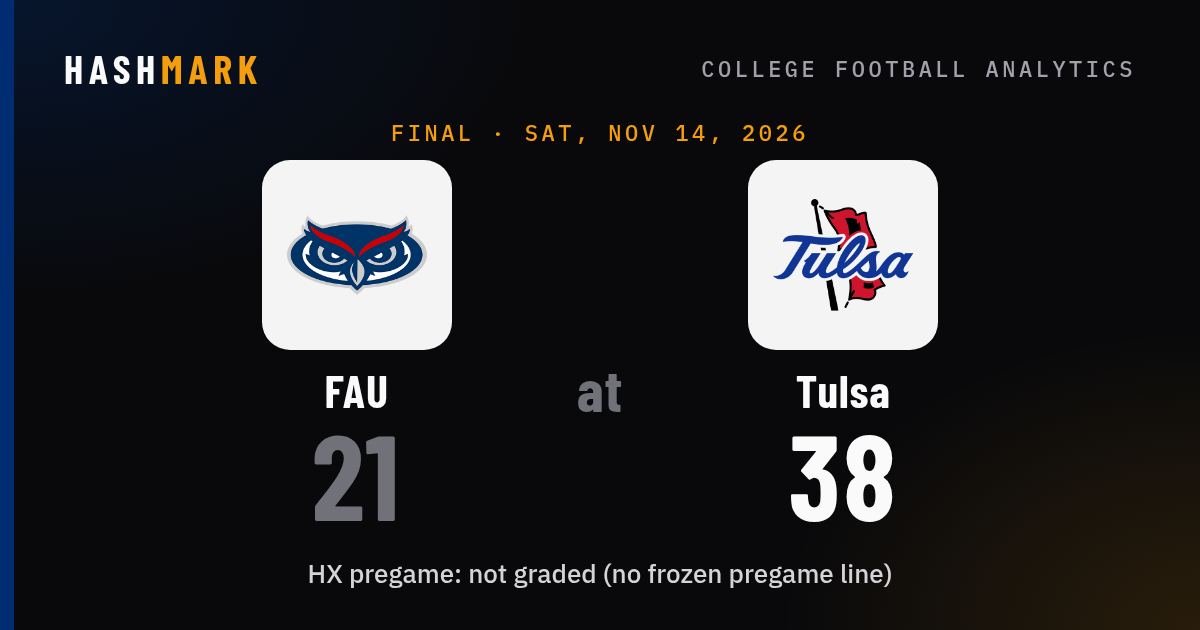 HASHMARK
COLLEGE FOOTBALL ANALYTICS
FINAL · SAT, NOV 14, 2026
Tulsa
FAU
at
Tulsa
21
38
HX pregame: not graded (no frozen pregame line)